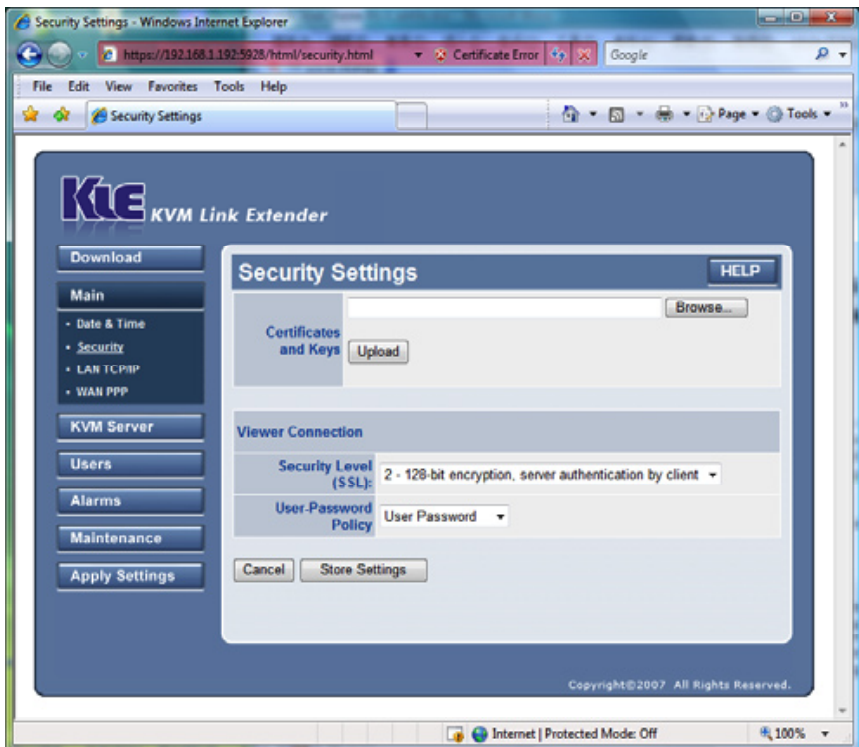 Security Settings - Windows Internet Explorer
https://192.168.1.192:5928/html/security.html
Certificate Error
Google
File Edit View Favorites Tools Help
Security Settings
Page
Tools
KLE KVM Link Extender
Download
Main
Date & Time
Security
LAN TCP/IP
WAN PPP
KVM Server
Users
Alarms
Maintenance
Apply Settings
Security Settings
HELP
Certificates
and Keys
Browse...
Upload
Viewer Connection
Security Level
(SSL):
2 - 128-bit encryption, server authentication by client
User-Password
Policy
User Password
Cancel
Store Settings
Copyright©2007 All Rights Reserved.
Internet | Protected Mode: Off
100%